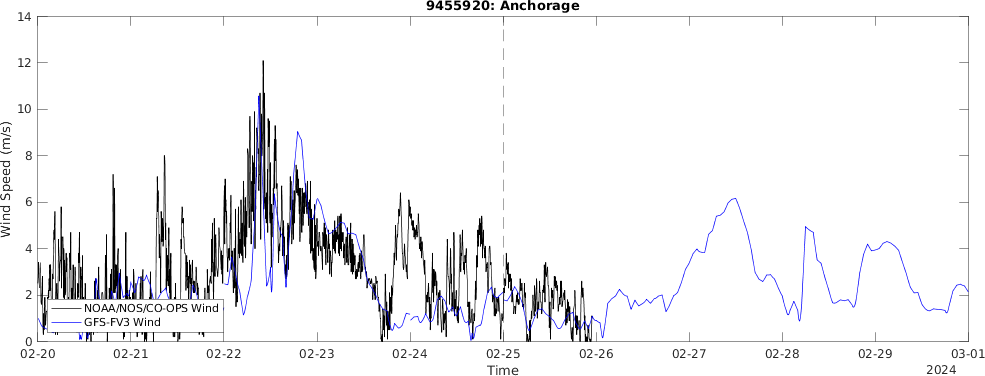 9455920: Anchorage
14
12
10
8
6
4
2
0
Wind Speed (m/s)
NOAA/NOS/CO-OPS Wind
GFS-FV3 Wind
02-20 02-21 02-22 02-23 02-24 02-25 02-26 02-27 02-28 02-29 03-01
Time
2024